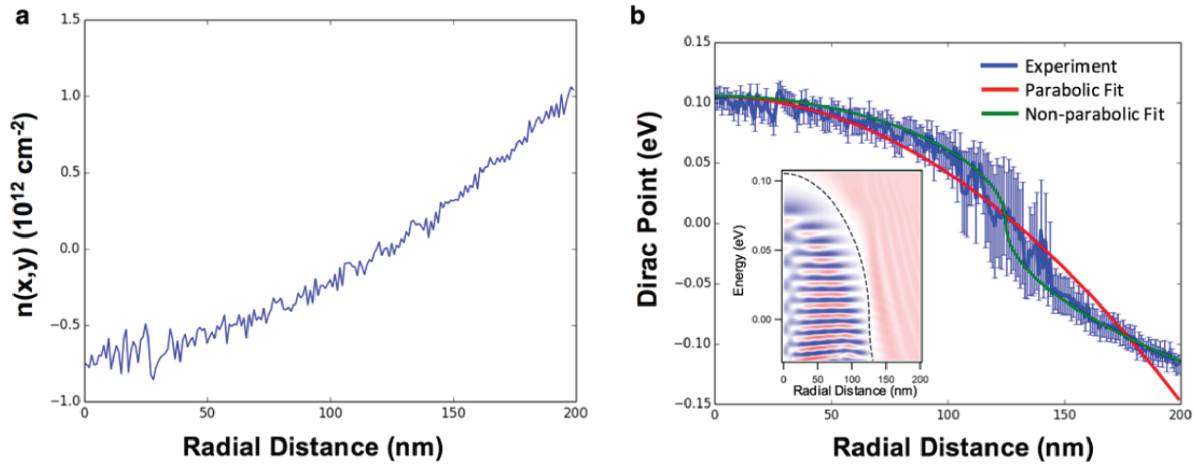 a
n(x,y) (10¹² cm⁻²)
1.5
1.0
0.5
0.0
−0.5
−1.0
0
50
100
150
200
Radial Distance (nm)
b
Dirac Point (eV)
0.15
0.10
0.05
0.00
−0.05
−0.10
−0.15
Experiment
Parabolic Fit
Non-parabolic Fit
Energy (eV)
0.10
0.05
0.00
0
50
100
150
200
Radial Distance (nm)
0
50
100
150
200
Radial Distance (nm)